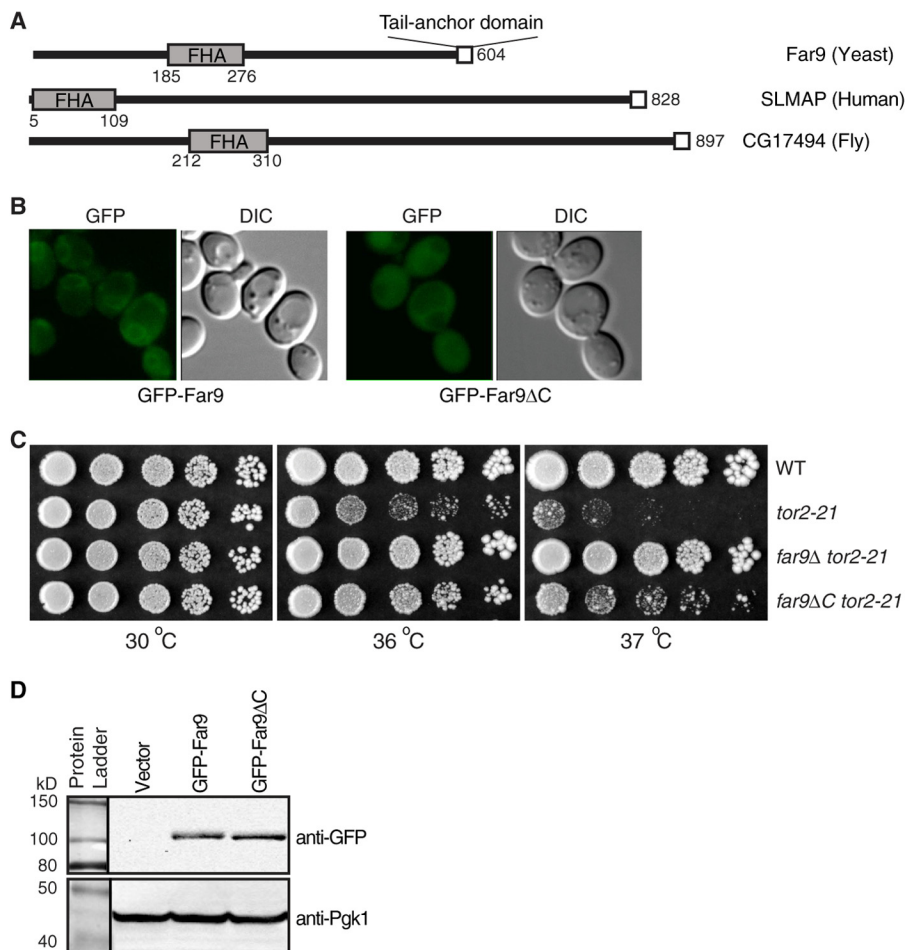 A
Tail-anchor domain
FHA
604
Far9 (Yeast)
185 276
FHA
828
SLMAP (Human)
5 109
FHA
897
CG17494 (Fly)
212 310
B
GFP DIC GFP DIC
GFP-Far9 GFP-Far9ΔC
C
WT
tor2-21
far9Δ tor2-21
far9ΔC tor2-21
30 °C 36 °C 37 °C
D
kD
Protein
Ladder
Vector
GFP-Far9
GFP-Far9ΔC
150
100
80
anti-GFP
50
40
anti-Pgk1